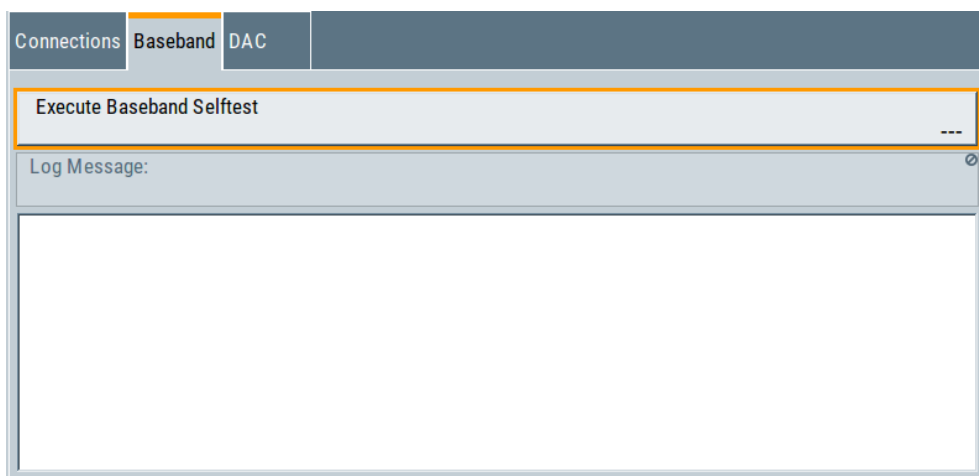 Connections Baseband DAC
Execute Baseband Selftest
---
Log Message: